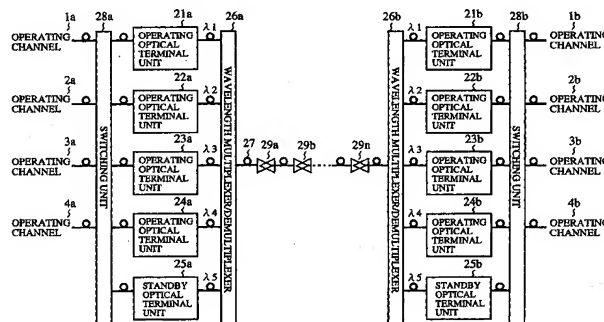 1a 28a 21a 26a 26b 21b 28b 1b
OPERATING CHANNEL OPERATING OPTICAL TERMINAL UNIT λ1 λ1 OPERATING OPTICAL TERMINAL UNIT OPERATING CHANNEL
2a 22a 22b 2b
OPERATING CHANNEL OPERATING OPTICAL TERMINAL UNIT λ2 λ2 OPERATING OPTICAL TERMINAL UNIT OPERATING CHANNEL
3a 23a 27 29a 29b 29n 23b 3b
OPERATING CHANNEL OPERATING OPTICAL TERMINAL UNIT λ3 λ3 OPERATING OPTICAL TERMINAL UNIT OPERATING CHANNEL
4a 24a 24b 4b
OPERATING CHANNEL OPERATING OPTICAL TERMINAL UNIT λ4 λ4 OPERATING OPTICAL TERMINAL UNIT OPERATING CHANNEL
25a 25b
STANDBY OPTICAL TERMINAL UNIT λ5 λ5 STANDBY OPTICAL TERMINAL UNIT
SWITCHING UNIT
WAVELENGTH MULTIPLEXER/DEMULTIPLEXER
WAVELENGTH MULTIPLEXER/DEMULTIPLEXER
SWITCHING UNIT